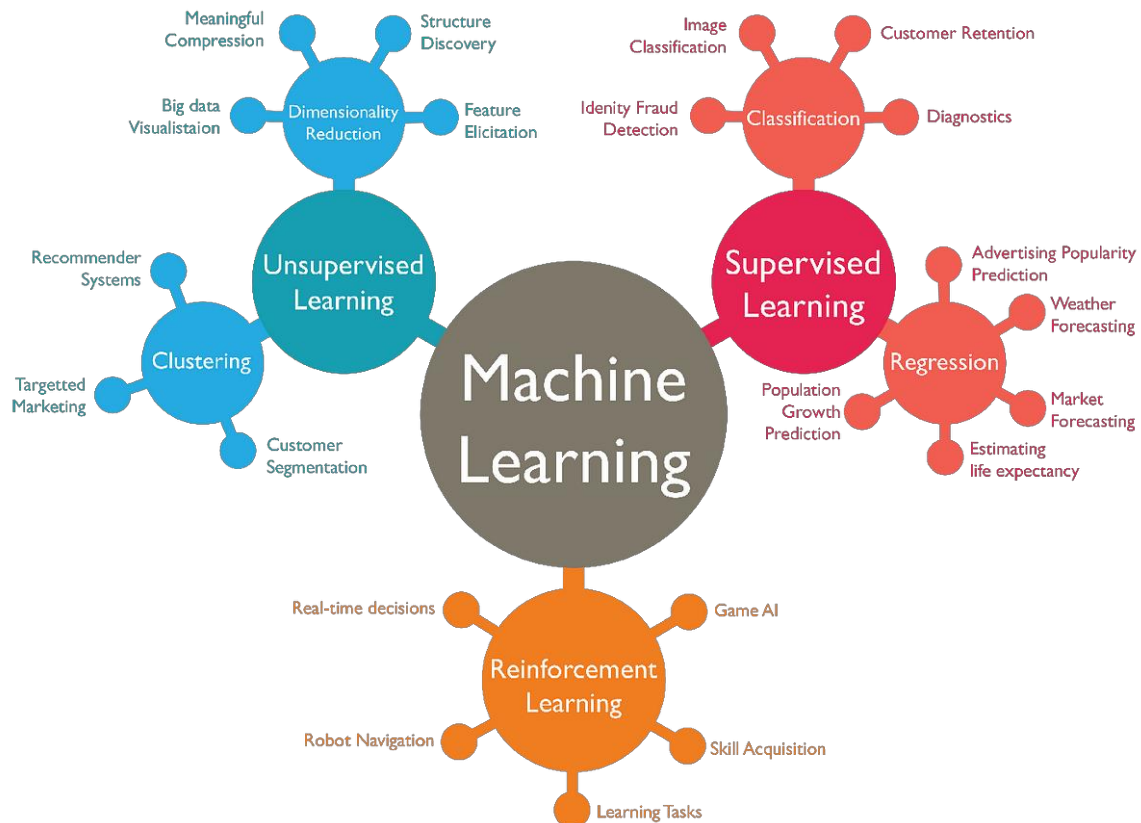 Meaningful
Compression
Structure
Discovery
Big data
Visualistaion
Dimensionality
Reduction
Feature
Elicitation
Unsupervised
Learning
Recommender
Systems
Clustering
Targetted
Marketing
Customer
Segmentation
Image
Classification
Customer Retention
Idenity Fraud
Detection
Classification
Diagnostics
Supervised
Learning
Advertising Popularity
Prediction
Weather
Forecasting
Regression
Population
Growth
Prediction
Market
Forecasting
Estimating
life expectancy
Machine
Learning
Real-time decisions
Game AI
Reinforcement
Learning
Robot Navigation
Skill Acquisition
Learning Tasks